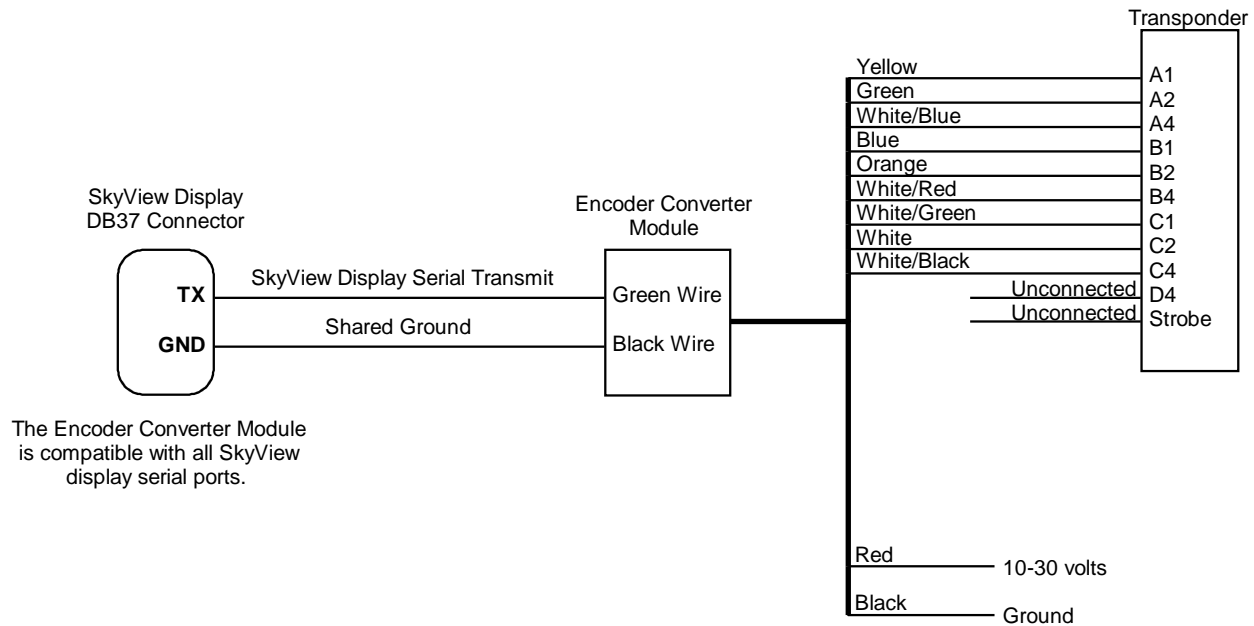 Transponder
Yellow
A1
Green
A2
White/Blue
A4
Blue
B1
Orange
B2
White/Red
B4
White/Green
C1
White
C2
White/Black
C4
Unconnected
D4
Unconnected
Strobe
SkyView Display
DB37 Connector
Encoder Converter
Module
TX
SkyView Display Serial Transmit
Green Wire
GND
Shared Ground
Black Wire
The Encoder Converter Module
is compatible with all SkyView
display serial ports.
Red
10-30 volts
Black
Ground